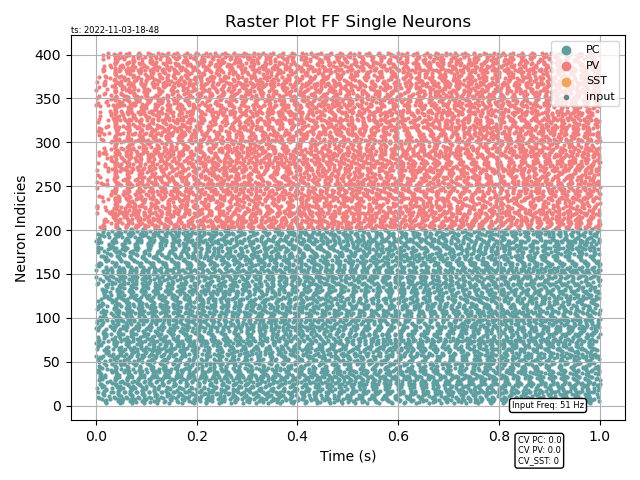 Raster Plot FF Single Neurons
ts: 2022-11-03-18-48
PC
PV
SST
input
400
350
300
250
200
150
100
50
0
Neuron Indicies
Input Freq: 51 Hz
0.0 0.2 0.4 0.6 0.8 1.0
Time (s)
CV PC: 0.0
CV PV: 0.0
CV_SST: 0